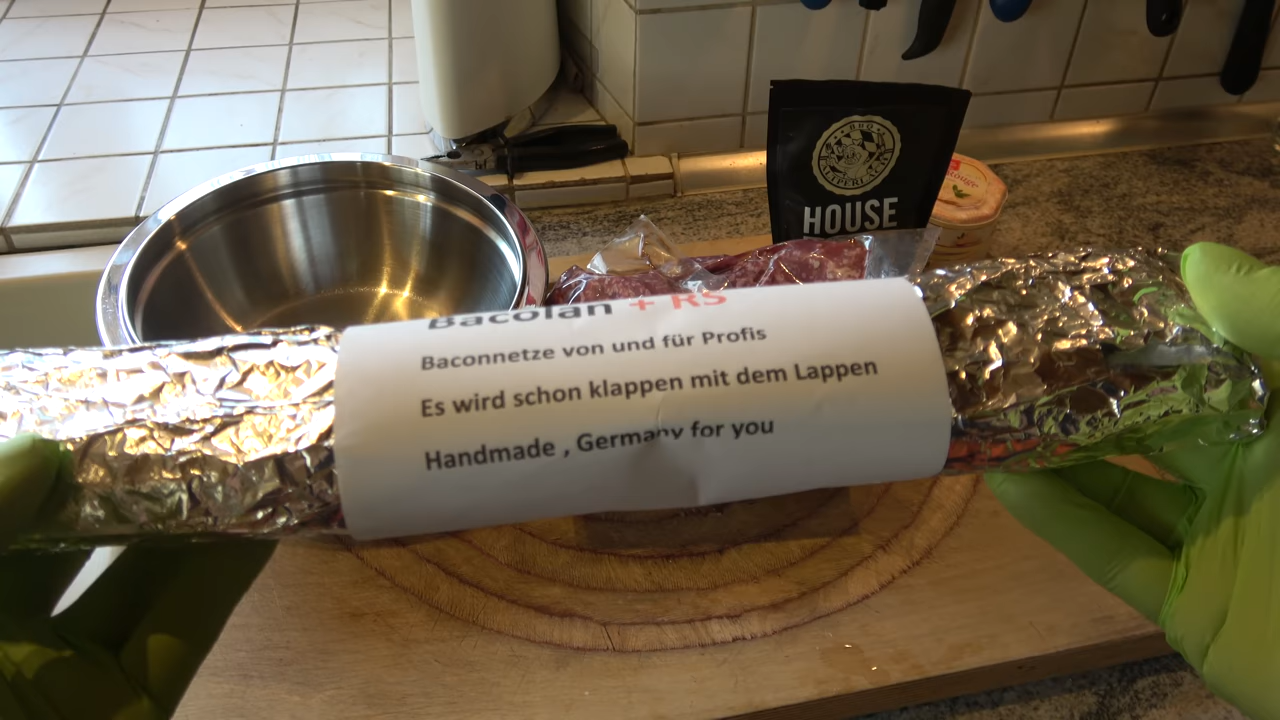 BBQ
HOUSE
Bacolan + RS
Baconnetze von und für Profis
Es wird schon klappen mit dem Lappen
Handmade , Germany for you